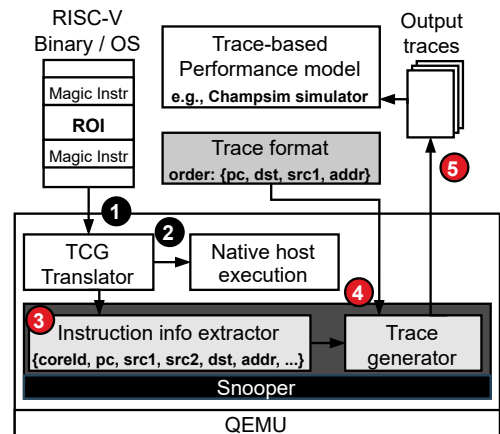 RISC-V
Binary / OS
Magic Instr
ROI
Magic Instr
Trace-based
Performance model
e.g., Champsim simulator
Output
traces
Trace format
order: {pc, dst, src1, addr}
5
1
2
TCG
Translator
Native host
execution
3
4
Instruction info extractor
{coreId, pc, src1, src2, dst, addr, ...}
Trace
generator
Snooper
QEMU